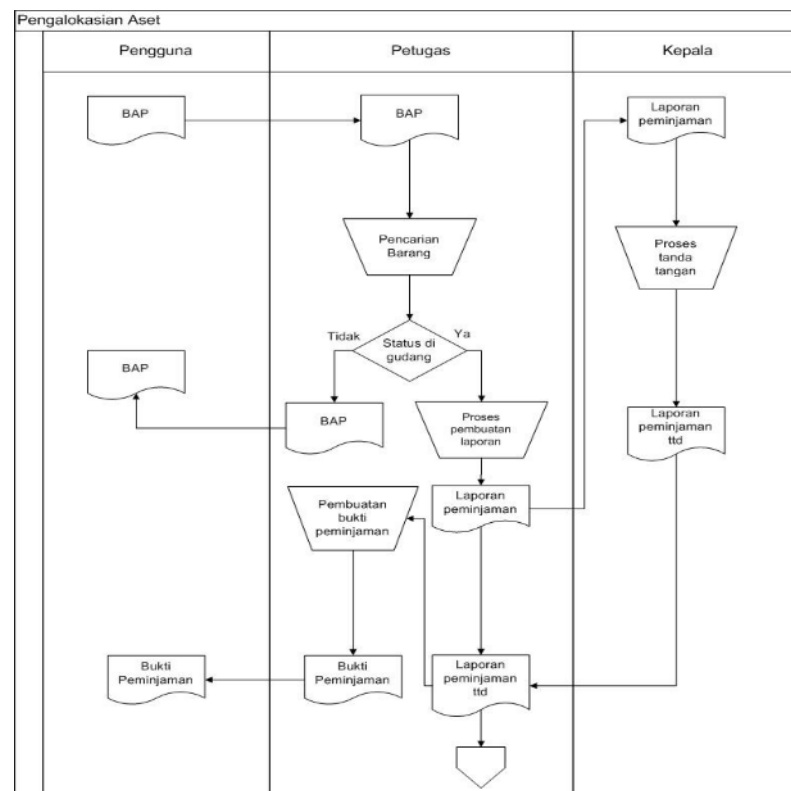 Pengalokasian Aset
Pengguna
Petugas
Kepala
BAP
BAP
Laporan
peminjaman
Pencarian
Barang
Proses
tanda
tangan
Tidak
Status di
gudang
Ya
BAP
BAP
Proses
pembuatan
laporan
Laporan
peminjaman
ttd
Pembuatan
bukti
peminjaman
Laporan
peminjaman
Bukti
Peminjaman
Bukti
Peminjaman
Laporan
peminjaman
ttd